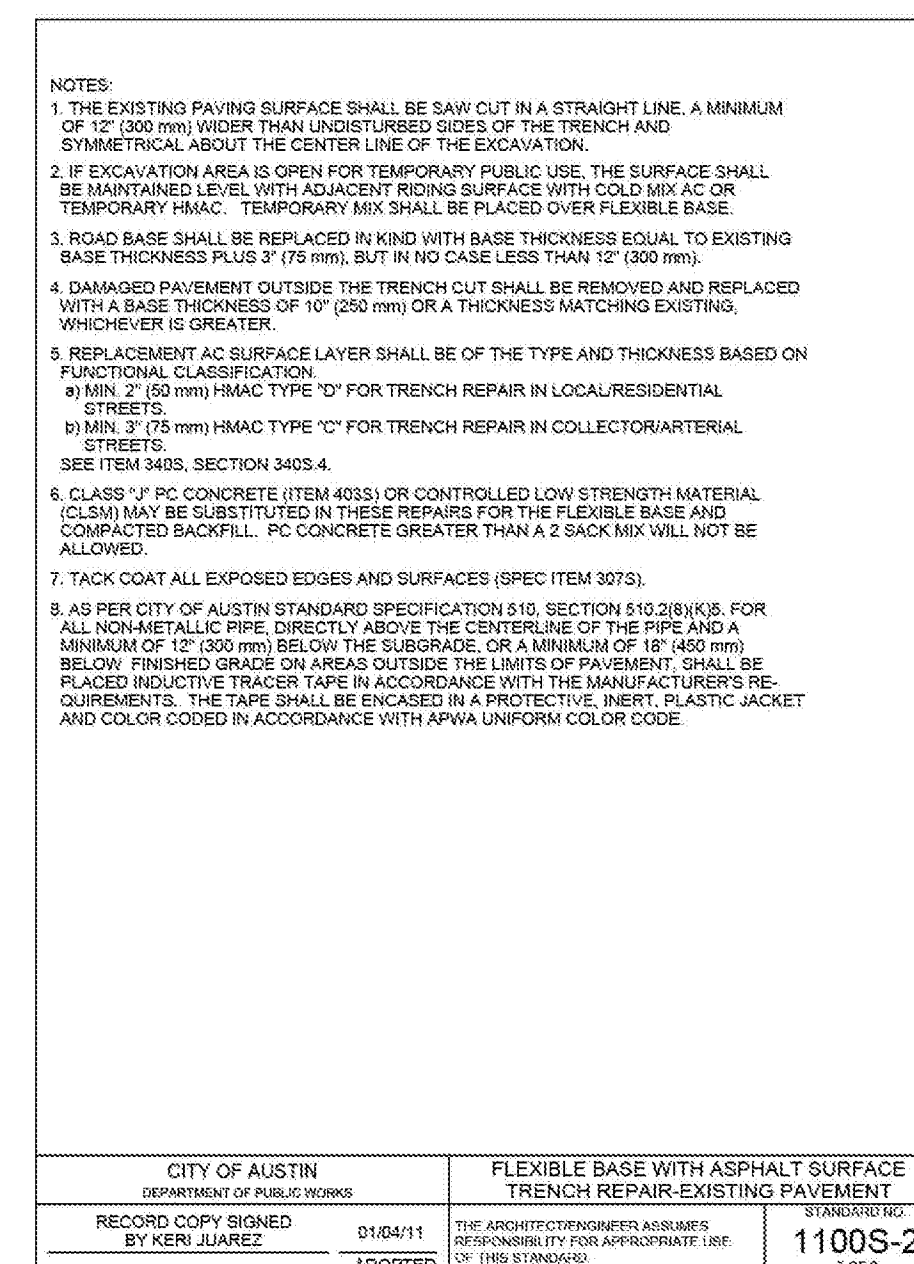 NOTES:
1. THE EXISTING PAVING SURFACE SHALL BE SAW CUT IN A STRAIGHT LINE, A MINIMUM
OF 12" (300 mm) WIDER THAN UNDISTURBED SIDES OF THE TRENCH AND
SYMMETRICAL ABOUT THE CENTER LINE OF THE EXCAVATION.
2. IF EXCAVATION AREA IS OPEN FOR TEMPORARY PUBLIC USE, THE SURFACE SHALL
BE MAINTAINED LEVEL WITH ADJACENT RIDING SURFACE WITH COLD MIX AC OR
TEMPORARY HMAC. TEMPORARY MIX SHALL BE PLACED OVER FLEXIBLE BASE.
3. ROAD BASE SHALL BE REPLACED IN KIND WITH BASE THICKNESS EQUAL TO EXISTING
BASE THICKNESS PLUS 3" (75 mm), BUT IN NO CASE LESS THAN 12" (300 mm).
4. DAMAGED PAVEMENT OUTSIDE THE TRENCH CUT SHALL BE REMOVED AND REPLACED
WITH A BASE THICKNESS OF 10" (250 mm) OR A THICKNESS MATCHING EXISTING,
WHICHEVER IS GREATER.
5. REPLACEMENT AC SURFACE LAYER SHALL BE OF THE TYPE AND THICKNESS BASED ON
FUNCTIONAL CLASSIFICATION.
a) MIN. 2" (50 mm) HMAC TYPE "D" FOR TRENCH REPAIR IN LOCAL/RESIDENTIAL
STREETS.
b) MIN. 3" (75 mm) HMAC TYPE "C" FOR TRENCH REPAIR IN COLLECTOR/ARTERIAL
STREETS.
SEE ITEM 340S, SECTION 340S.4.
6. CLASS "J" PC CONCRETE (ITEM 403S) OR CONTROLLED LOW STRENGTH MATERIAL
(CLSM) MAY BE SUBSTITUTED IN THESE REPAIRS FOR THE FLEXIBLE BASE AND
COMPACTED BACKFILL. PC CONCRETE GREATER THAN A 2 SACK MIX WILL NOT BE
ALLOWED.
7. TACK COAT ALL EXPOSED EDGES AND SURFACES (SPEC ITEM 307S).
8. AS PER CITY OF AUSTIN STANDARD SPECIFICATION 510, SECTION 510.2(8)(K)5. FOR
ALL NON-METALLIC PIPE, DIRECTLY ABOVE THE CENTERLINE OF THE PIPE AND A
MINIMUM OF 12" (300 mm) BELOW THE SUBGRADE, OR A MINIMUM OF 18" (450 mm)
BELOW FINISHED GRADE ON AREAS OUTSIDE THE LIMITS OF PAVEMENT, SHALL BE
PLACED INDUCTIVE TRACER TAPE IN ACCORDANCE WITH THE MANUFACTURER'S RE-
QUIREMENTS. THE TAPE SHALL BE ENCASED IN A PROTECTIVE, INERT, PLASTIC JACKET
AND COLOR CODED IN ACCORDANCE WITH APWA UNIFORM COLOR CODE.
CITY OF AUSTIN
DEPARTMENT OF PUBLIC WORKS
FLEXIBLE BASE WITH ASPHALT SURFACE
TRENCH REPAIR-EXISTING PAVEMENT
RECORD COPY SIGNED
BY KERI JUAREZ
01/04/11
ADOPTED
THE ARCHITECT/ENGINEER ASSUMES
RESPONSIBILITY FOR APPROPRIATE USE
OF THIS STANDARD.
STANDARD NO.
1100S-2